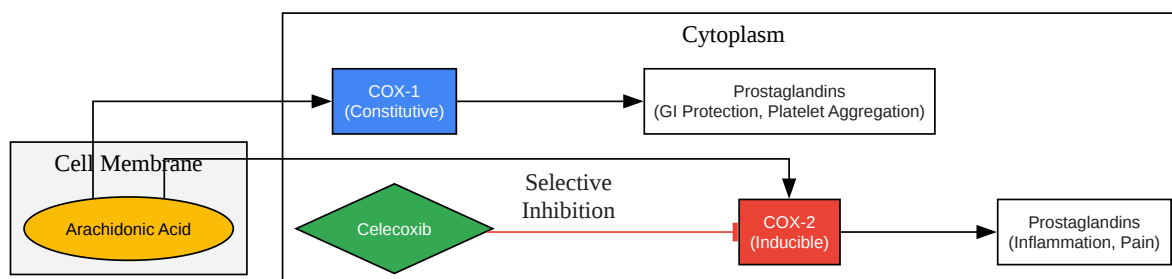 Cytoplasm
COX-1
(Constitutive)
Prostaglandins
(GI Protection, Platelet Aggregation)
Cell Membrane
Arachidonic Acid
Celecoxib
Selective
Inhibition
COX-2
(Inducible)
Prostaglandins
(Inflammation, Pain)